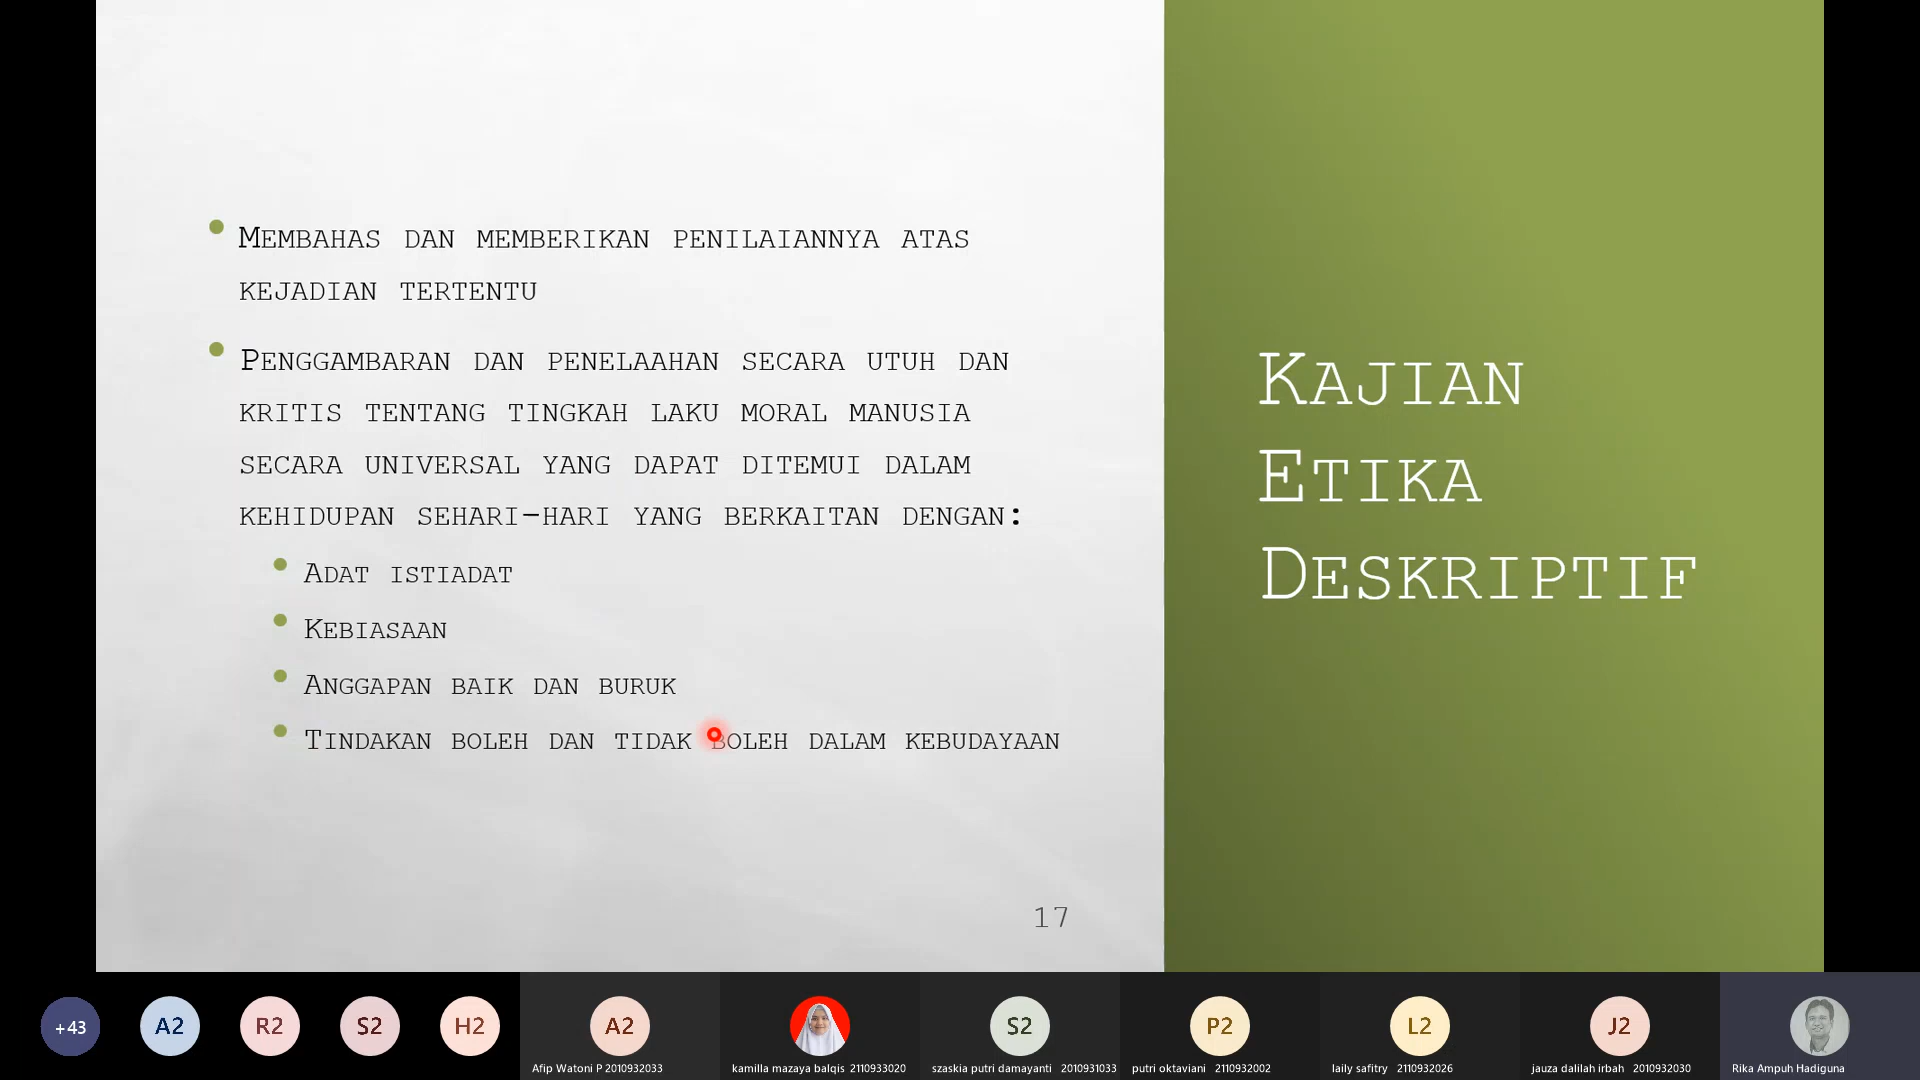 Membahas dan memberikan penilaiannya atas
kejadian tertentu
Penggambaran dan penelaahan secara utuh dan
kritis tentang tingkah laku moral manusia
secara universal yang dapat ditemui dalam
kehidupan sehari-hari yang berkaitan dengan:
Adat istiadat
Kebiasaan
Anggapan baik dan buruk
Tindakan boleh dan tidak boleh dalam kebudayaan
17
Kajian
Etika
Deskriptif
+43
A2
R2
S2
H2
A2
S2
P2
L2
J2
Afip Watoni P 2010932033
kamilla mazaya balqis 2110933020
szaskia putri damayanti 2010931033
putri oktaviani 2110932002
laily safitry 2110932026
jauza dalilah irbah 2010932030
Rika Ampuh Hadiguna